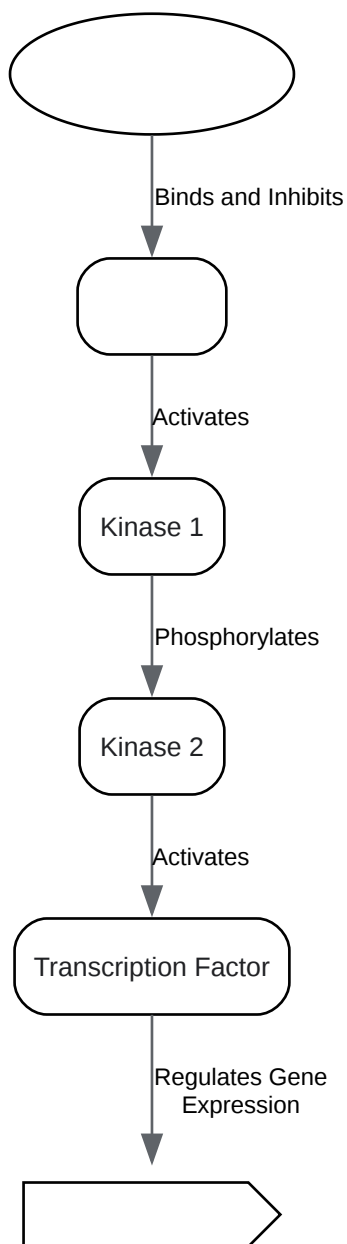 Binds and Inhibits
Activates
Kinase 1
Phosphorylates
Kinase 2
Activates
Transcription Factor
Regulates Gene
Expression